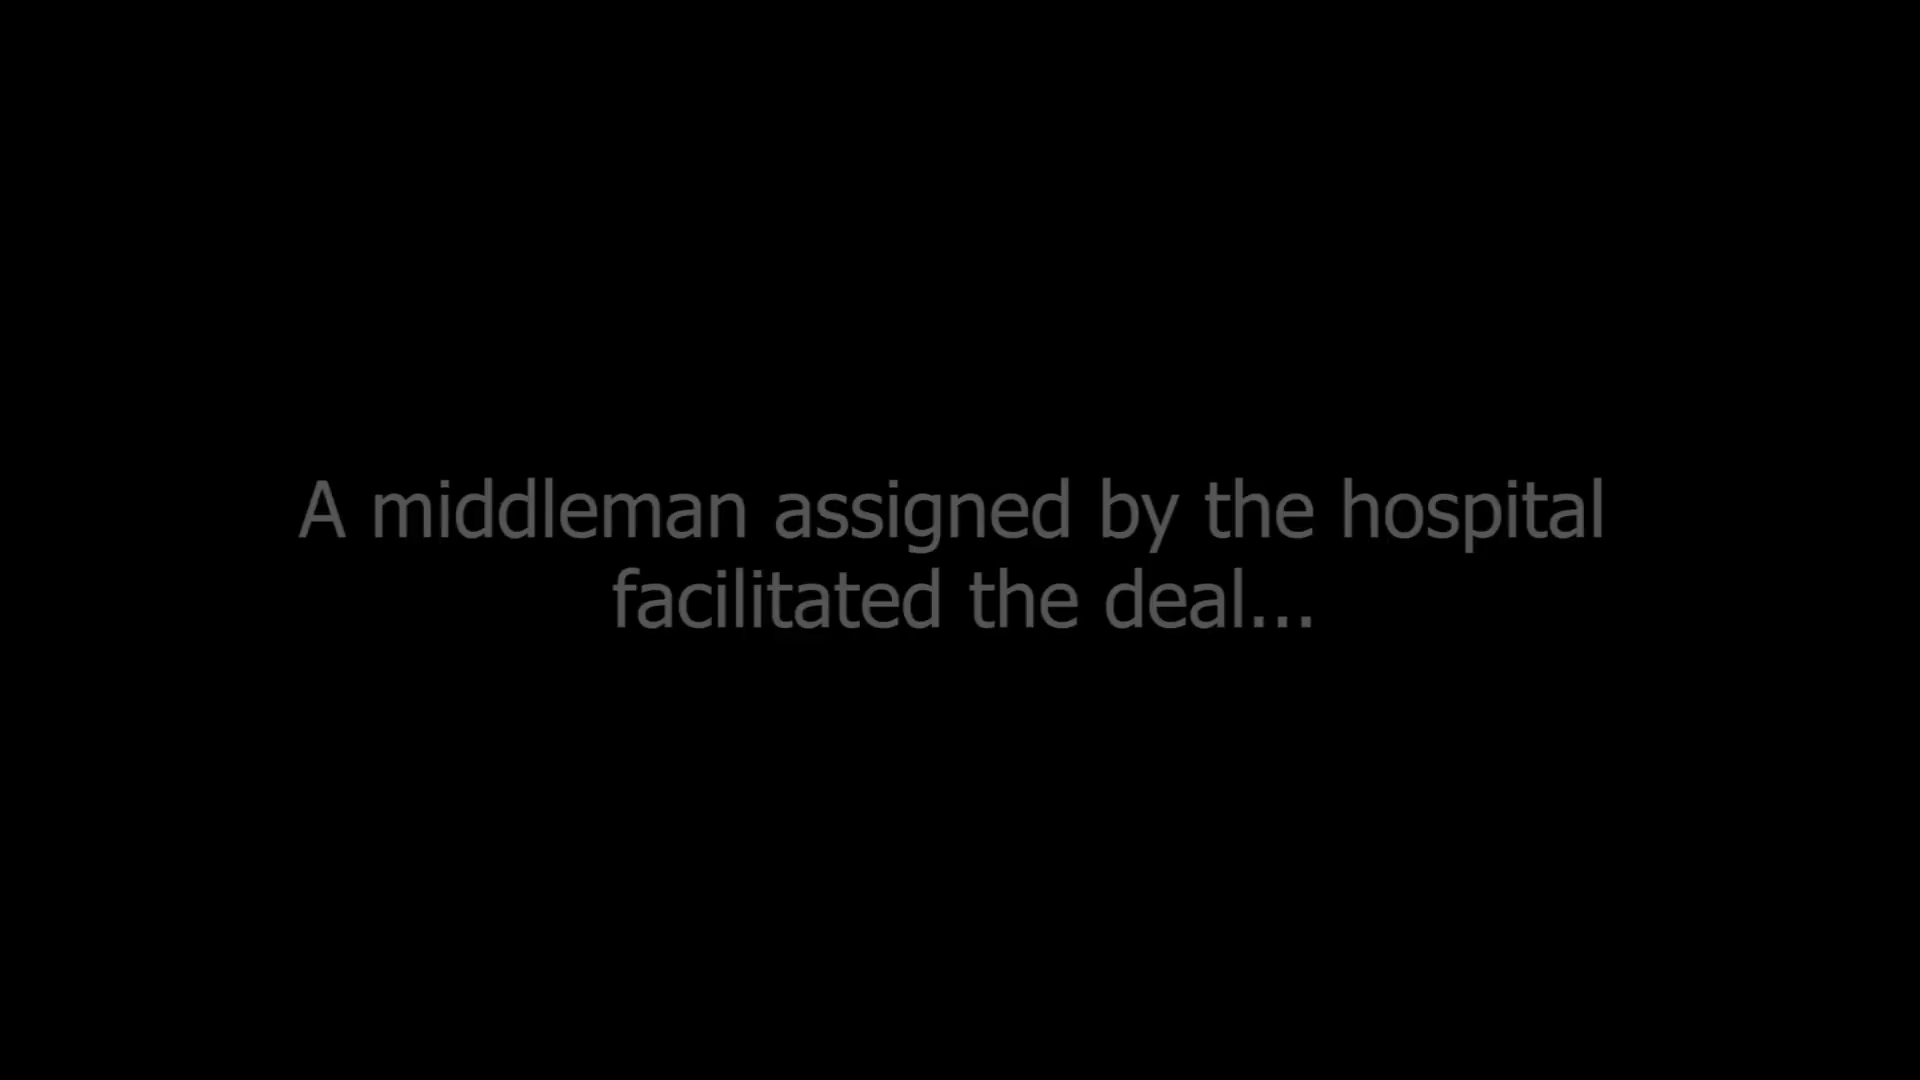 A middleman assigned by the hospital
facilitated the deal...